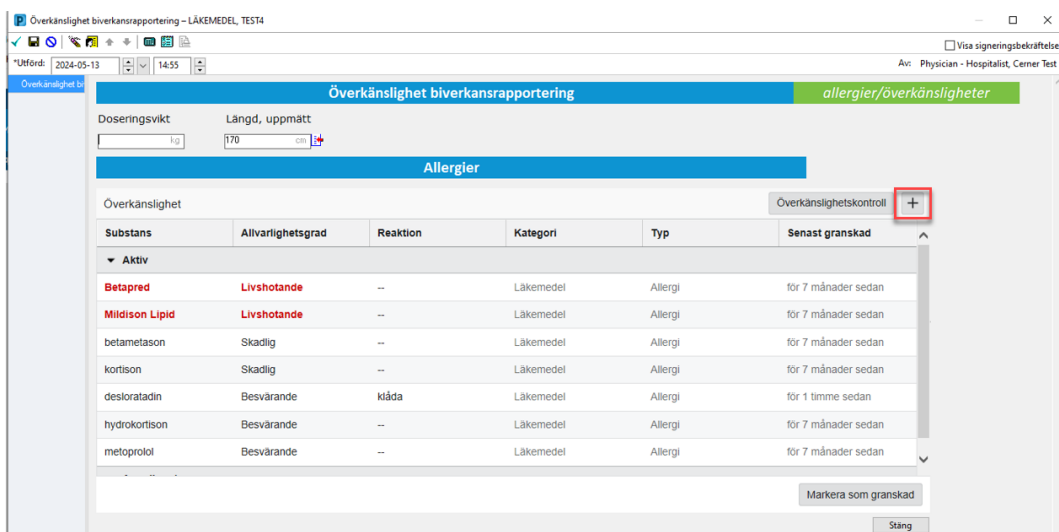 Överkänslighet biverkansrapportering – LÄKEMEDEL, TEST4
Visa signeringsbekräftelse
*Utförd: 2024-05-13 14:55 Av: Physician - Hospitalist, Cerner Test
Överkänslighet bi
Överkänslighet biverkansrapportering allergier/överkänsligheter
Doseringsvikt Längd, uppmätt
kg 170 cm
Allergier
Överkänslighet Överkänslighetskontroll +
Substans Allvarlighetsgrad Reaktion Kategori Typ Senast granskad
Aktiv
Betapred Livshotande -- Läkemedel Allergi för 7 månader sedan
Mildison Lipid Livshotande -- Läkemedel Allergi för 7 månader sedan
betametason Skadlig -- Läkemedel Allergi för 7 månader sedan
kortison Skadlig -- Läkemedel Allergi för 7 månader sedan
desloratadin Besvärande klåda Läkemedel Allergi för 1 timme sedan
hydrokortison Besvärande -- Läkemedel Allergi för 7 månader sedan
metoprolol Besvärande -- Läkemedel Allergi för 7 månader sedan
Markera som granskad
Stäng